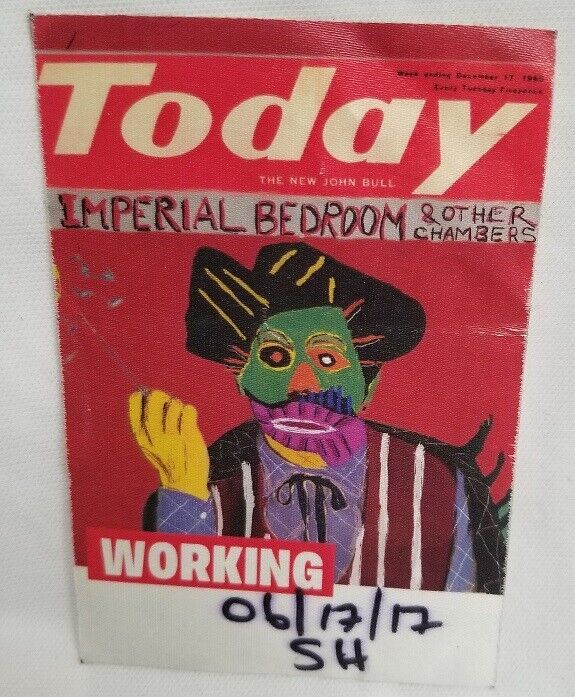 Week ending December 17, 1960
Every Tuesday Fivepence
Today
THE NEW JOHN BULL
IMPERIAL BEDROOM & OTHER
CHAMBERS
WORKING
06/17/17
SH